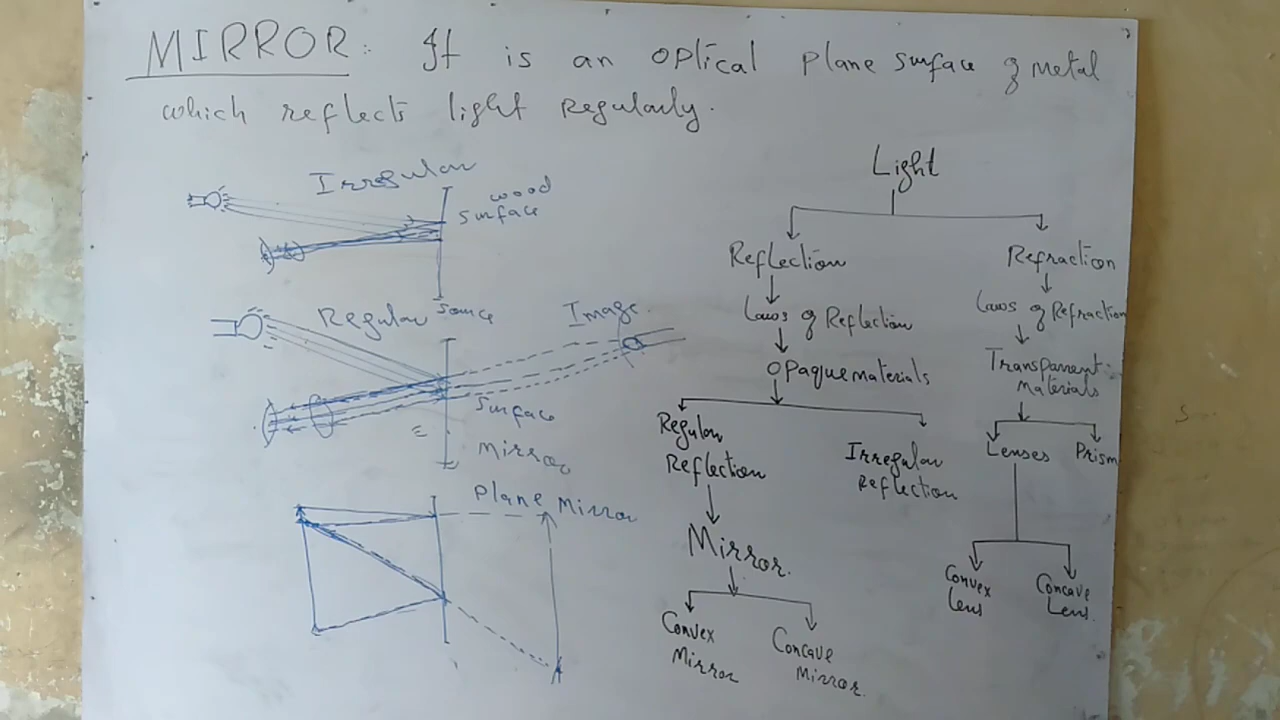 MIRROR: It is an optical plane surface of metal
which reflects light Regularly.
Irregular
wood
Surface
Regular
Source
Image
Surface
Mirror
Plane Mirror
Light
Reflection
Refraction
Laws of Reflection
Laws of Refraction
Opaque materials
Transparrent
materials
Regular
Reflection
Irregular
Reflection
Lenses
Prism
Mirror.
Convex
Lens
Concave
Lens.
Convex
Mirror
Concave
Mirror.